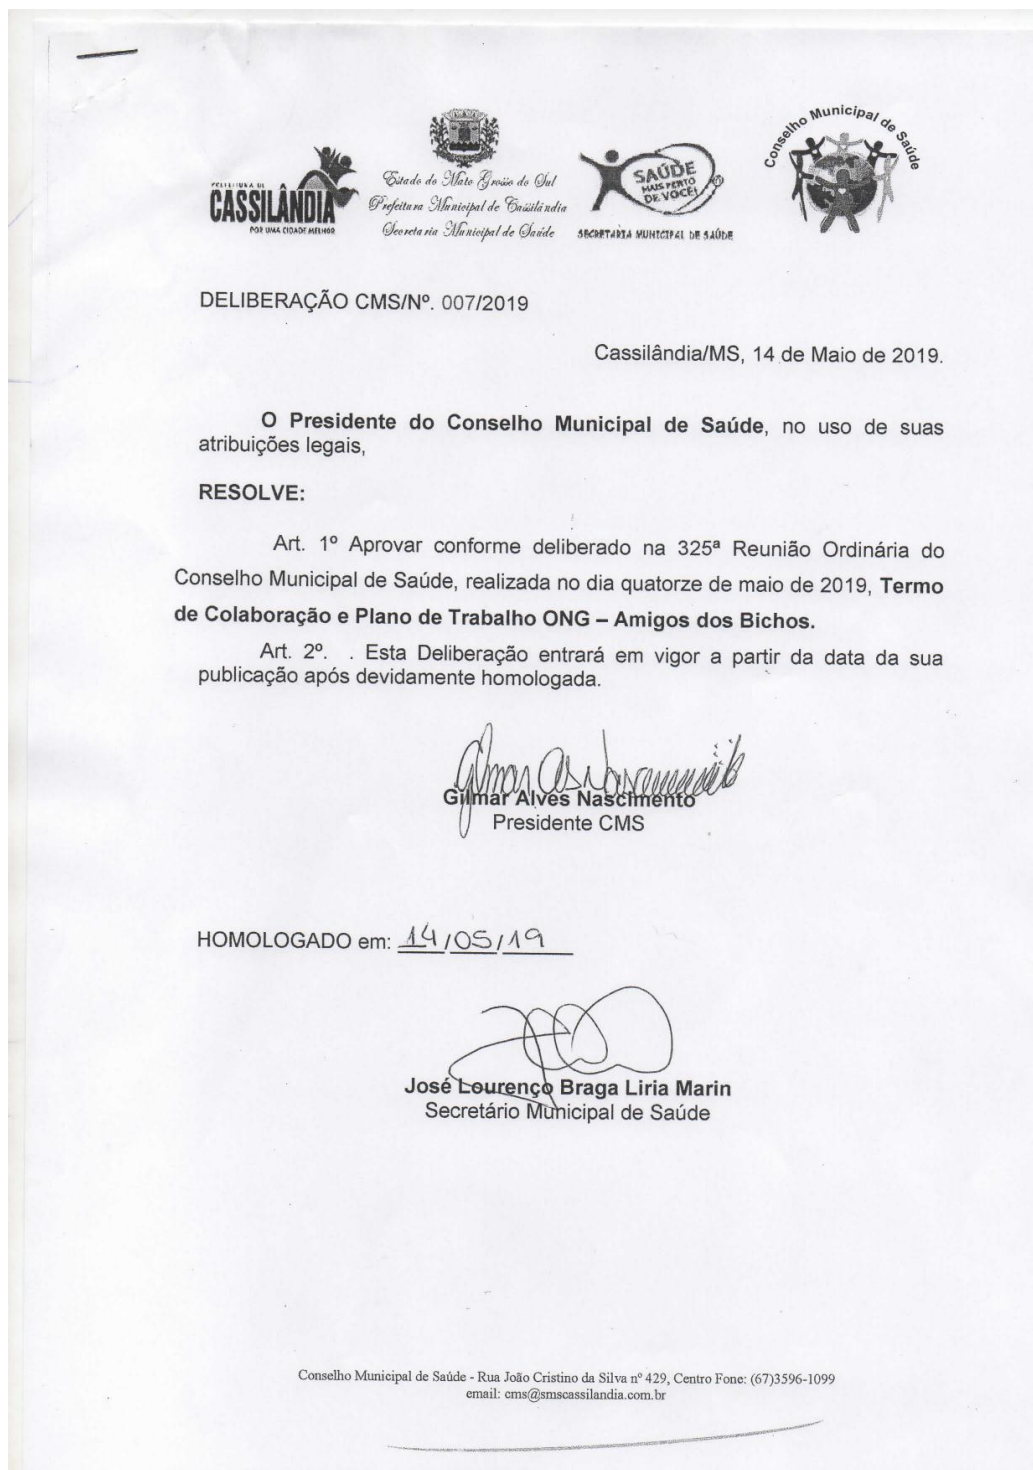 PREFEITURA DE
CASSILÂNDIA
POR UMA CIDADE MELHOR
Estado de Mato Grosso do Sul
Prefeitura Municipal de Cassilândia
Secretaria Municipal de Saúde
SAÚDE
MAIS PERTO
DE VOCÊ!
SECRETARIA MUNICIPAL DE SAÚDE
Conselho Municipal de Saúde
DELIBERAÇÃO CMS/Nº. 007/2019
Cassilândia/MS, 14 de Maio de 2019.
O Presidente do Conselho Municipal de Saúde, no uso de suas
atribuições legais,
RESOLVE:
Art. 1º Aprovar conforme deliberado na 325ª Reunião Ordinária do
Conselho Municipal de Saúde, realizada no dia quatorze de maio de 2019, Termo
de Colaboração e Plano de Trabalho ONG – Amigos dos Bichos.
Art. 2º. . Esta Deliberação entrará em vigor a partir da data da sua
publicação após devidamente homologada.
Gilmar Alves Nascimento
Presidente CMS
HOMOLOGADO em: 14/05/19
José Lourenço Braga Liria Marin
Secretário Municipal de Saúde
Conselho Municipal de Saúde - Rua João Cristino da Silva nº 429, Centro Fone: (67)3596-1099
email: cms@smscassilandia.com.br